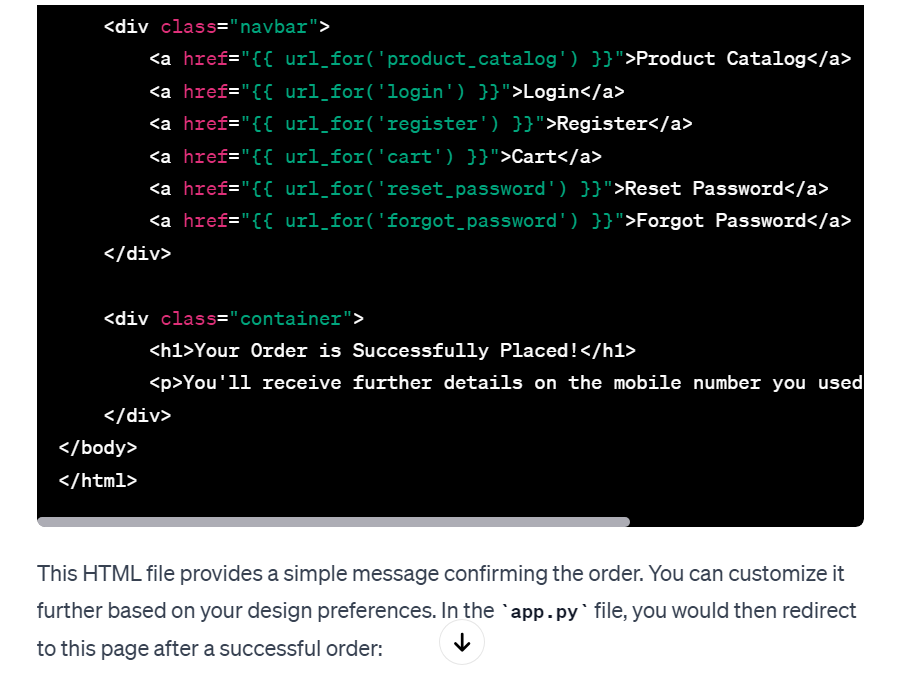 <div class="navbar">
<a href="{{ url_for('product_catalog') }}">Product Catalog</a>
<a href="{{ url_for('login') }}">Login</a>
<a href="{{ url_for('register') }}">Register</a>
<a href="{{ url_for('cart') }}">Cart</a>
<a href="{{ url_for('reset_password') }}">Reset Password</a>
<a href="{{ url_for('forgot_password') }}">Forgot Password</a>
</div>
<div class="container">
<h1>Your Order is Successfully Placed!</h1>
<p>You'll receive further details on the mobile number you used
</div>
</body>
</html>
This HTML file provides a simple message confirming the order. You can customize it
further based on your design preferences. In the `app.py` file, you would then redirect
to this page after a successful order: